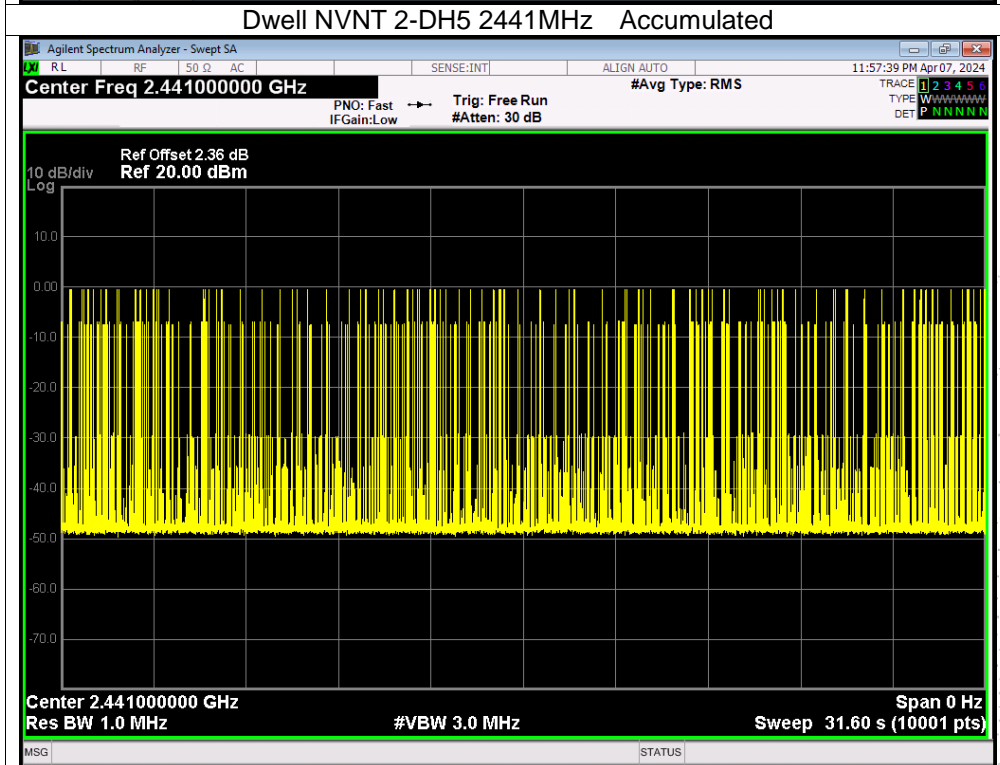 Dwell NVNT 2-DH5 2441MHz Accumulated
Agilent Spectrum Analyzer - Swept SA
LXI RL RF 50 Ω AC SENSE:INT ALIGN AUTO 11:57:39 PM Apr 07, 2024
Center Freq 2.441000000 GHz #Avg Type: RMS TRACE 1 2 3 4 5 6
PNO: Fast Trig: Free Run TYPE WWWWWW
IFGain:Low #Atten: 30 dB DET P N N N N N
Ref Offset 2.36 dB
10 dB/div Ref 20.00 dBm
Log
10.0
0.00
-10.0
-20.0
-30.0
-40.0
-50.0
-60.0
-70.0
Center 2.441000000 GHz Span 0 Hz
Res BW 1.0 MHz #VBW 3.0 MHz Sweep 31.60 s (10001 pts)
MSG STATUS